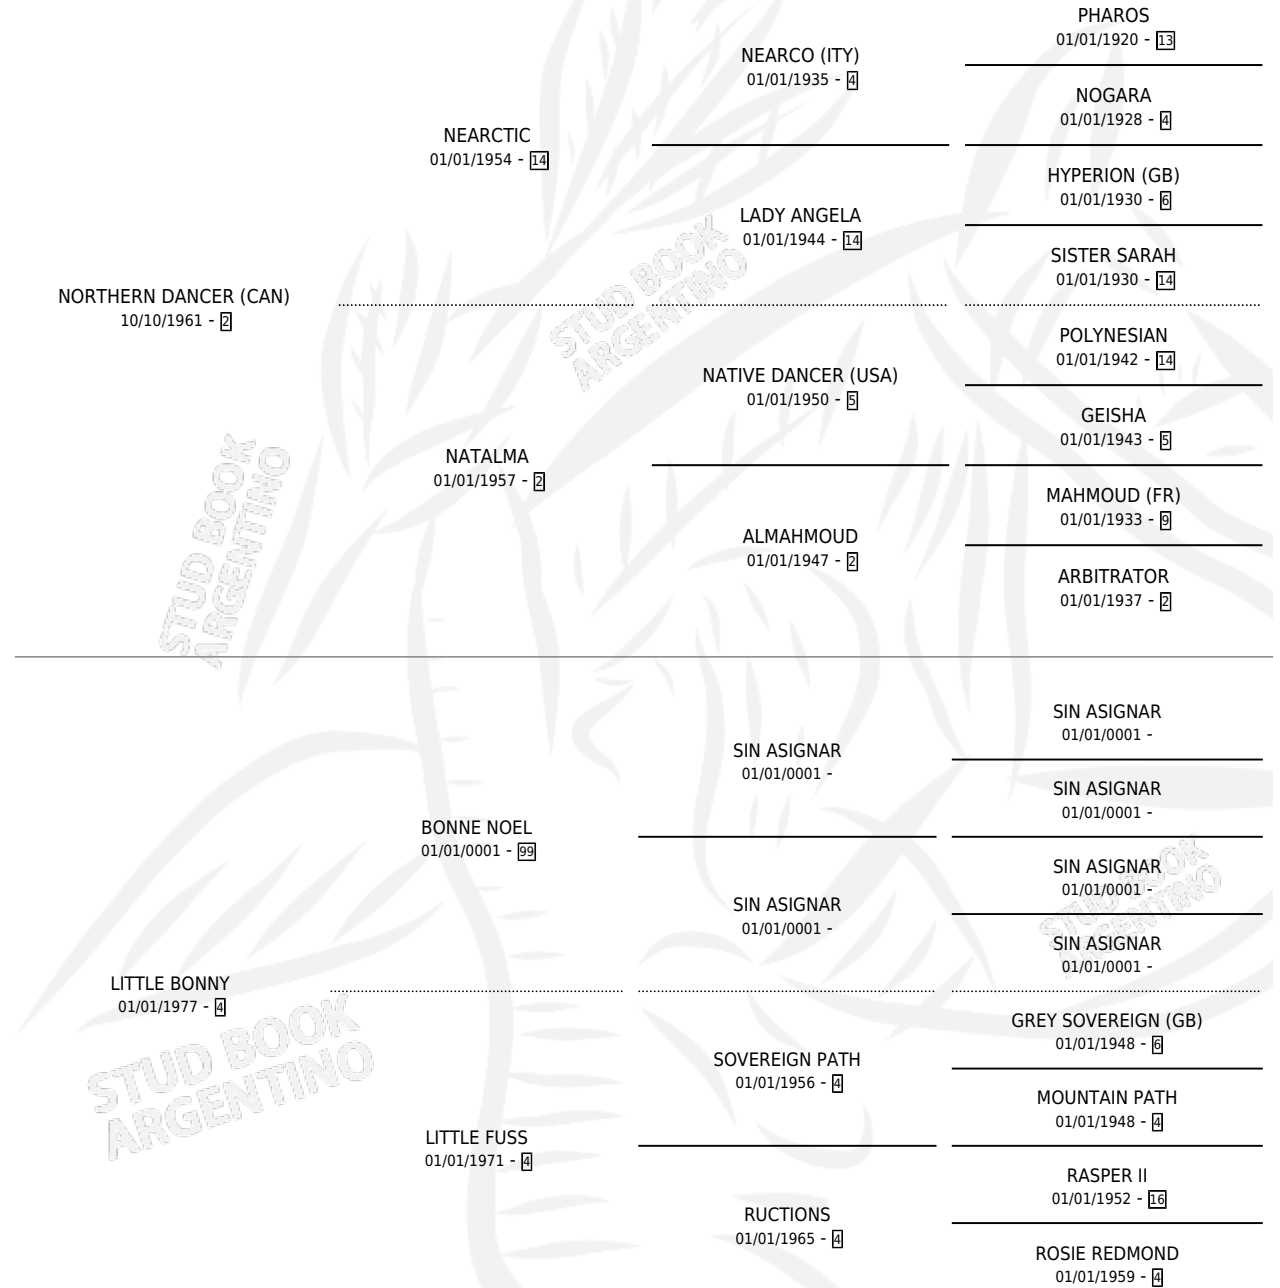 PHAROS
01/01/1920 - 13
NEARCO (ITY)
01/01/1935 - 4
NOGARA
01/01/1928 - 4
NEARCTIC
01/01/1954 - 14
HYPERION (GB)
01/01/1930 - 6
LADY ANGELA
01/01/1944 - 14
SISTER SARAH
01/01/1930 - 14
NORTHERN DANCER (CAN)
10/10/1961 - 2
POLYNESIAN
01/01/1942 - 14
NATIVE DANCER (USA)
01/01/1950 - 5
GEISHA
01/01/1943 - 5
NATALMA
01/01/1957 - 2
MAHMOUD (FR)
01/01/1933 - 9
ALMAHMOUD
01/01/1947 - 2
ARBITRATOR
01/01/1937 - 2
STUD BOOK
ARGENTINO
STUD BOOK
ARGENTINO
SIN ASIGNAR
01/01/0001 -
SIN ASIGNAR
01/01/0001 -
SIN ASIGNAR
01/01/0001 -
BONNE NOEL
01/01/0001 - 99
SIN ASIGNAR
01/01/0001 -
SIN ASIGNAR
01/01/0001 -
SIN ASIGNAR
01/01/0001 -
STUD BOOK
ARGENTINO
LITTLE BONNY
01/01/1977 - 4
GREY SOVEREIGN (GB)
01/01/1948 - 6
SOVEREIGN PATH
01/01/1956 - 4
MOUNTAIN PATH
01/01/1948 - 4
STUD BOOK
ARGENTINO
LITTLE FUSS
01/01/1971 - 4
RASPER II
01/01/1952 - 16
RUCTIONS
01/01/1965 - 4
ROSIE REDMOND
01/01/1959 - 4